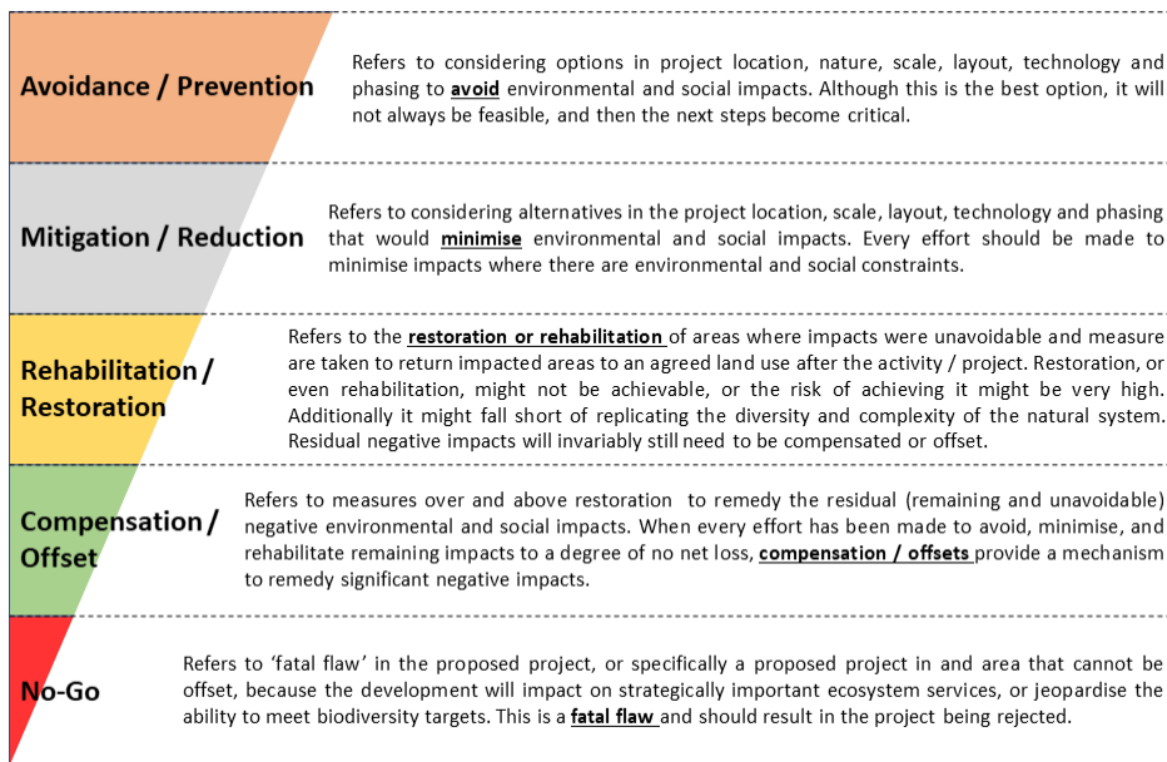 Avoidance / Prevention
Refers to considering options in project location, nature, scale, layout, technology and
phasing to avoid environmental and social impacts. Although this is the best option, it will
not always be feasible, and then the next steps become critical.
Mitigation / Reduction
Refers to considering alternatives in the project location, scale, layout, technology and phasing
that would minimise environmental and social impacts. Every effort should be made to
minimise impacts where there are environmental and social constraints.
Rehabilitation /
Restoration
Refers to the restoration or rehabilitation of areas where impacts were unavoidable and measure
are taken to return impacted areas to an agreed land use after the activity / project. Restoration, or
even rehabilitation, might not be achievable, or the risk of achieving it might be very high.
Additionally it might fall short of replicating the diversity and complexity of the natural system.
Residual negative impacts will invariably still need to be compensated or offset.
Compensation /
Offset
Refers to measures over and above restoration to remedy the residual (remaining and unavoidable)
negative environmental and social impacts. When every effort has been made to avoid, minimise, and
rehabilitate remaining impacts to a degree of no net loss, compensation / offsets provide a mechanism
to remedy significant negative impacts.
No-Go
Refers to ‘fatal flaw’ in the proposed project, or specifically a proposed project in and area that cannot be
offset, because the development will impact on strategically important ecosystem services, or jeopardise the
ability to meet biodiversity targets. This is a fatal flaw and should result in the project being rejected.